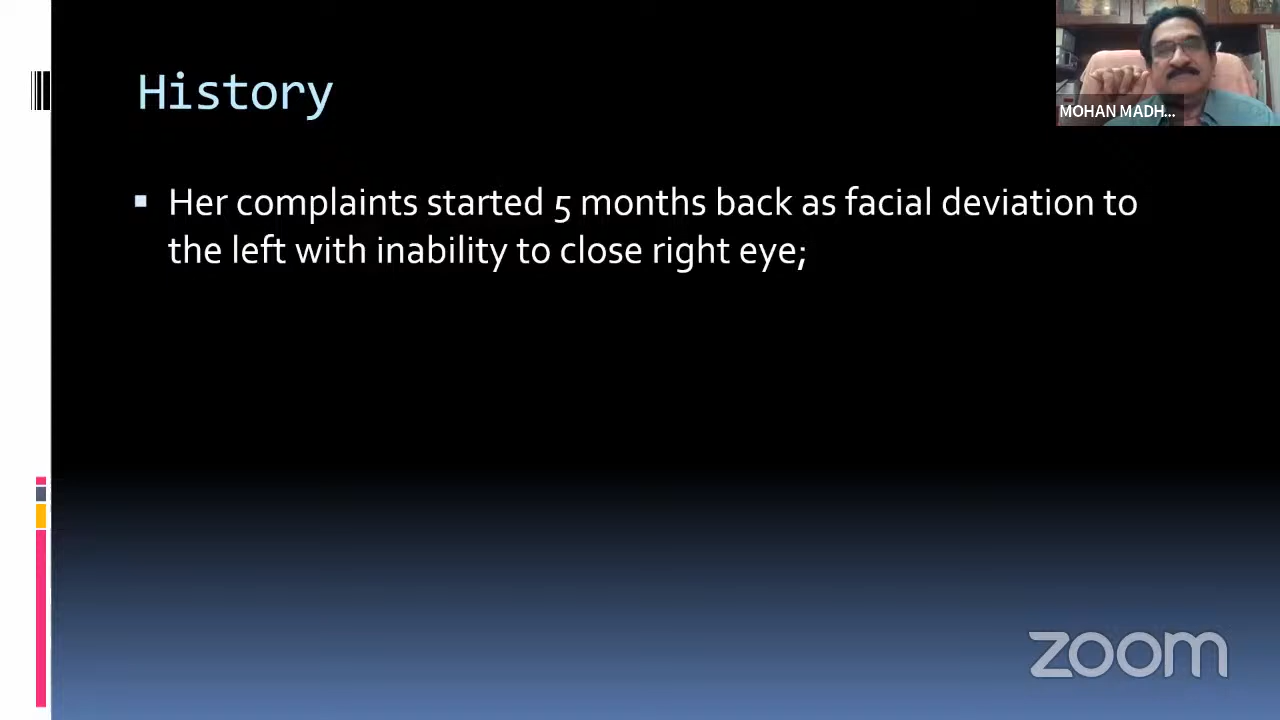 History
MOHAN MADH...
Her complaints started 5 months back as facial deviation to
the left with inability to close right eye;
zoom